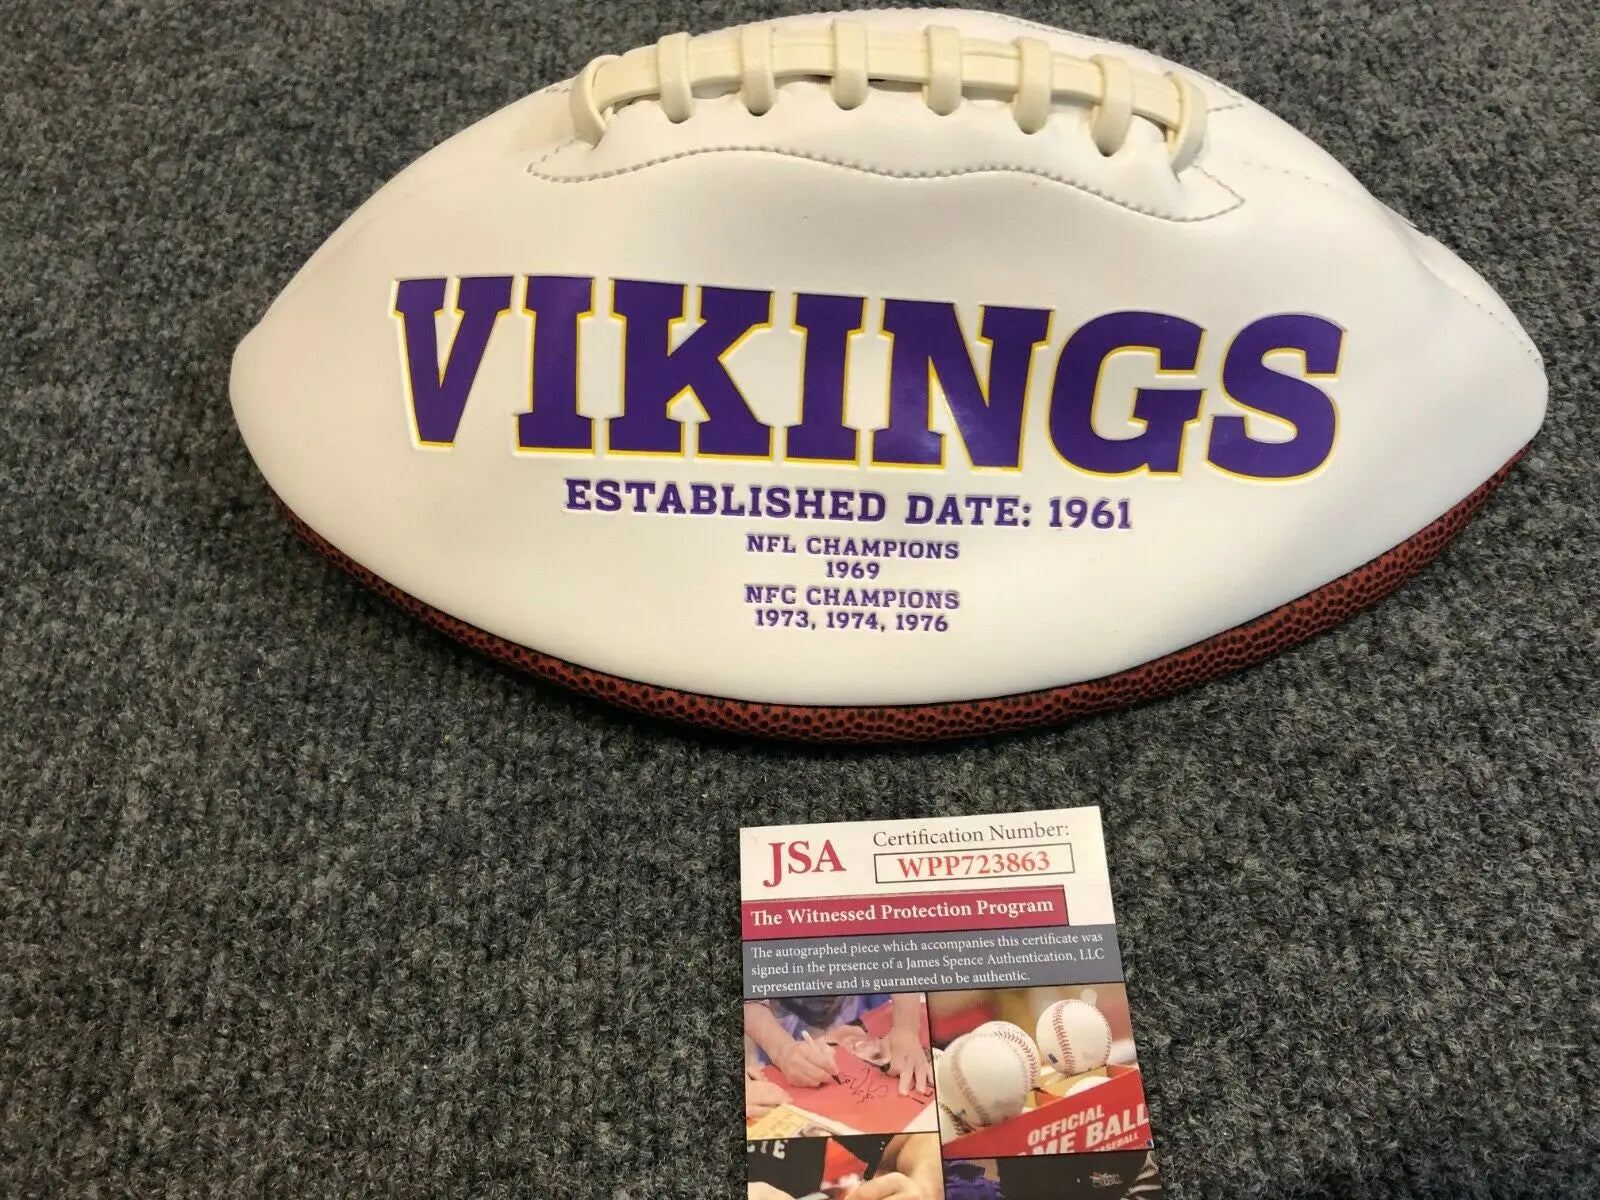 VIKINGS
ESTABLISHED DATE: 1961
NFL CHAMPIONS
1969
NFC CHAMPIONS
1973, 1974, 1976
JSA
Certification Number:
WPP723863
The Witnessed Protection Program
The autographed piece which accompanies this certificate was
signed in the presence of a James Spence Authentication, LLC
representative and is guaranteed to be authentic.
OFFICIAL
ME BALL